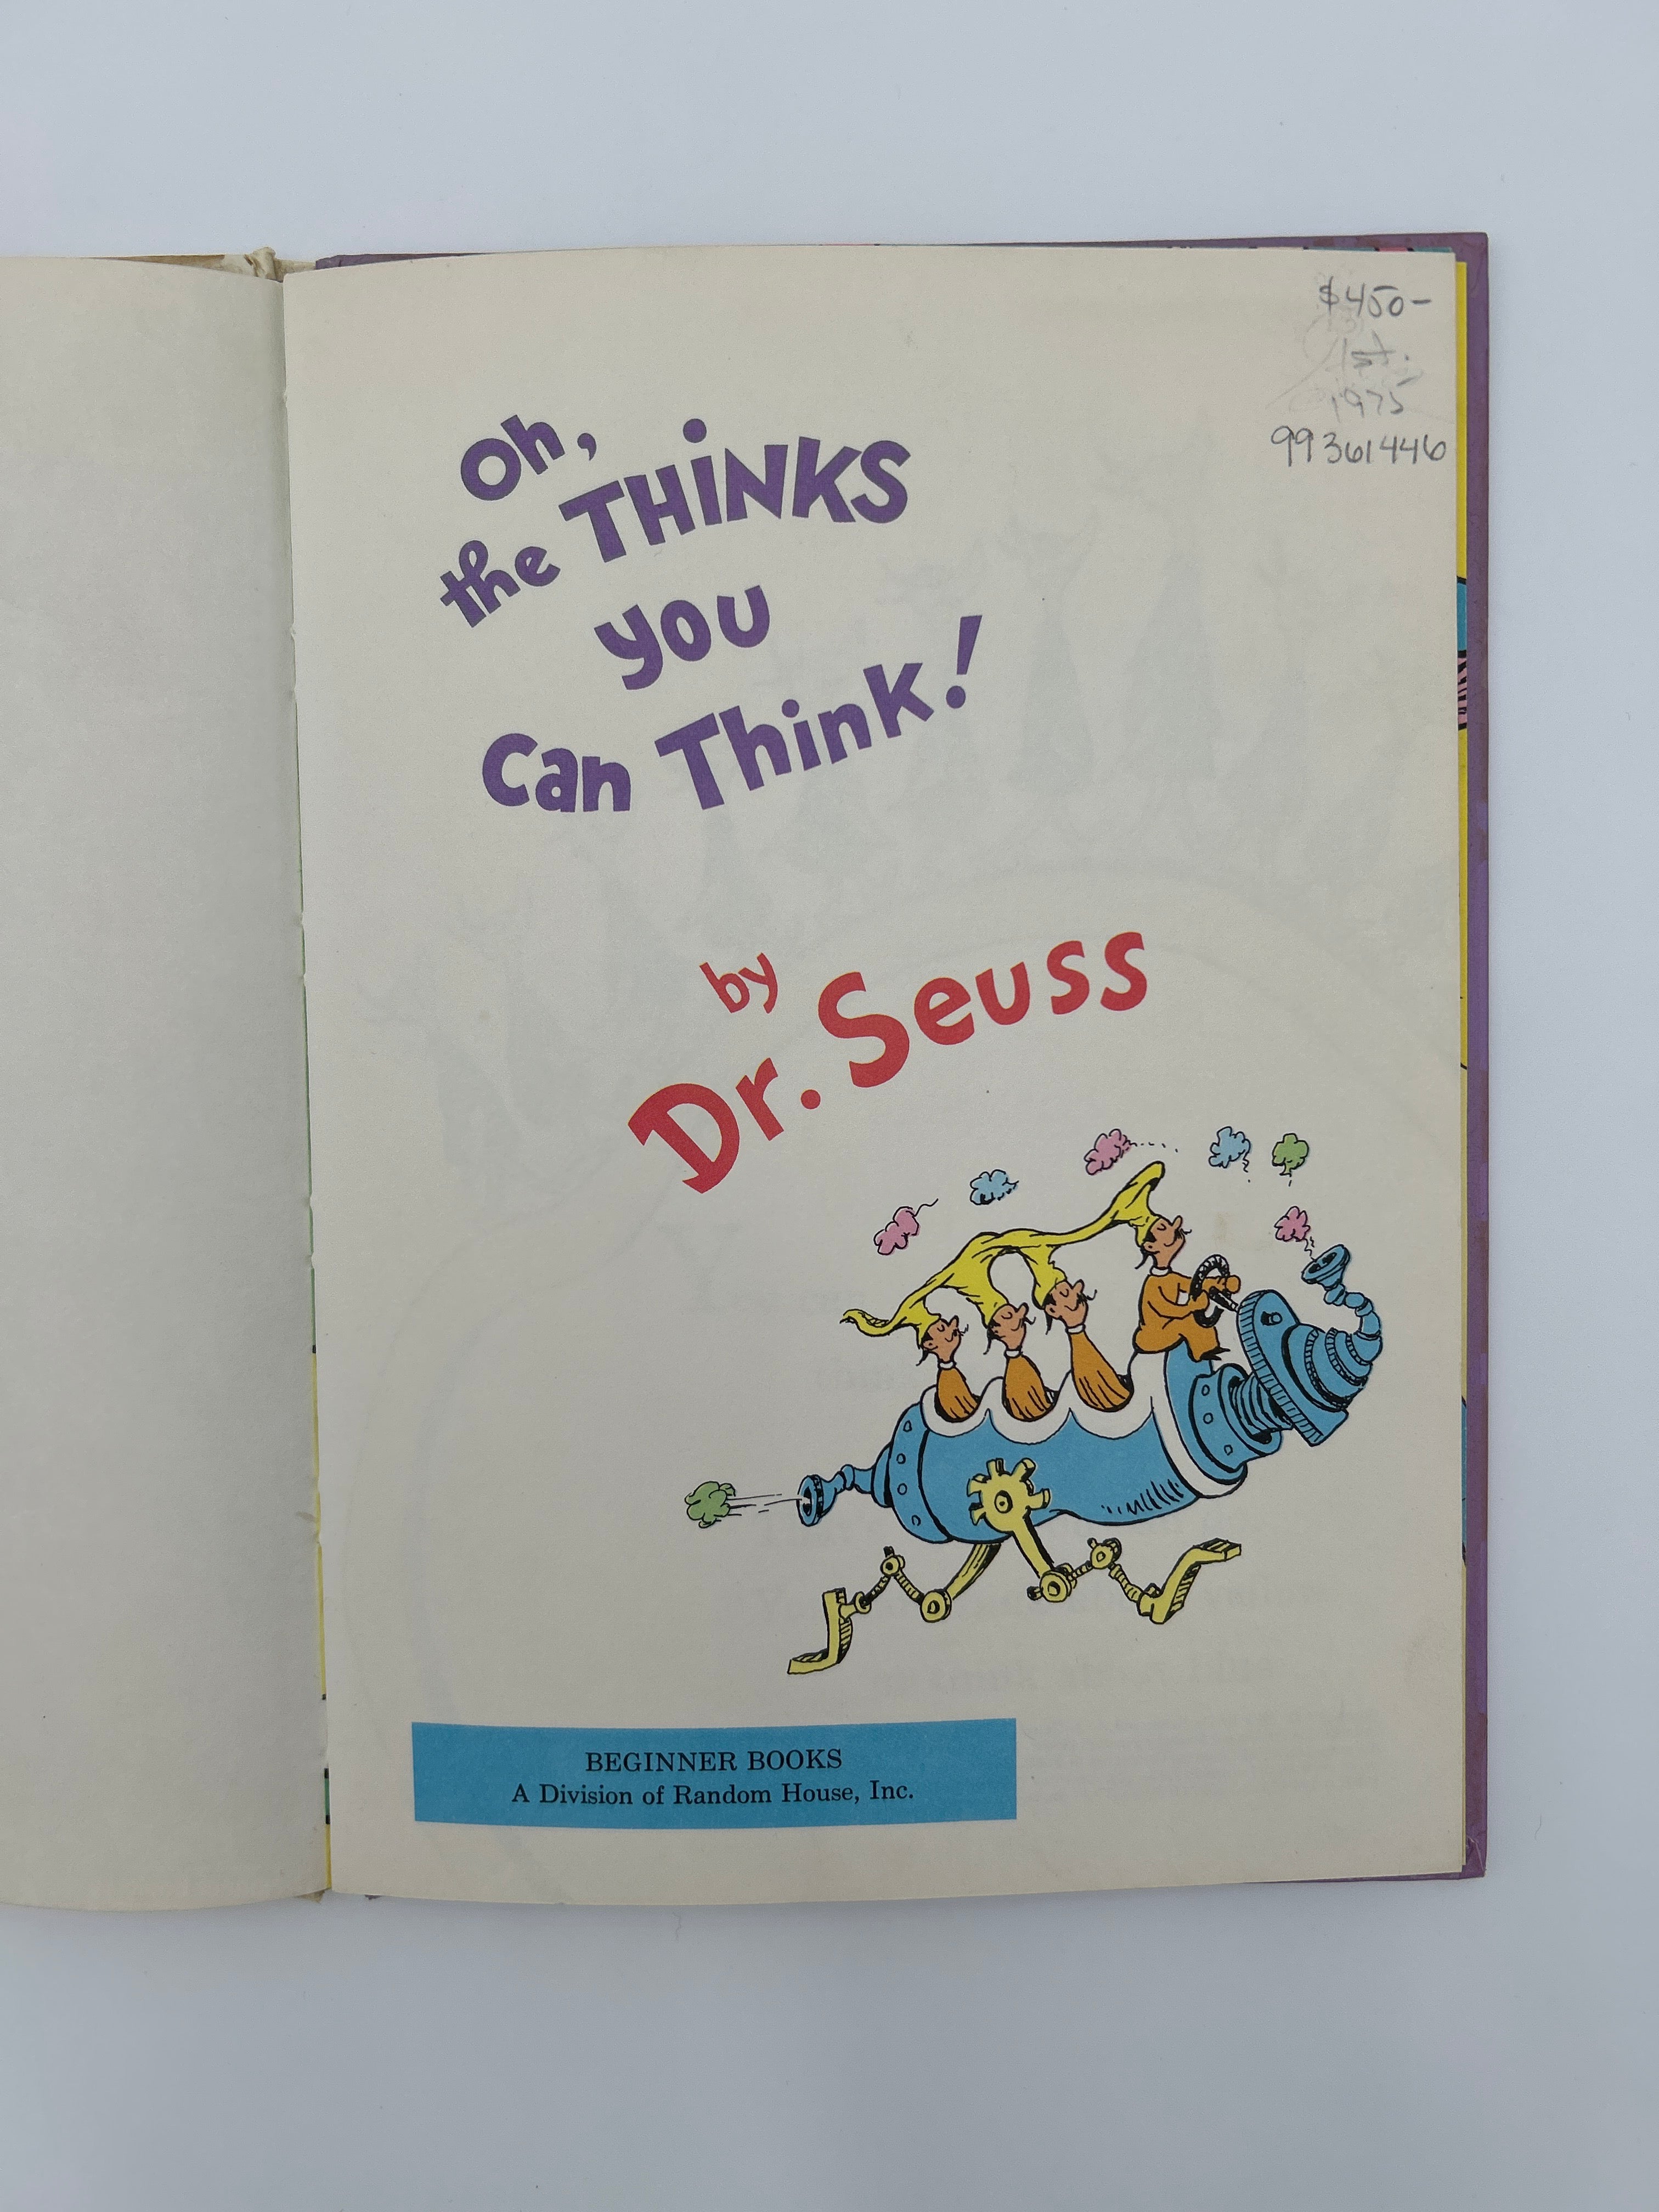 $450-
1st.
1975
99361446
Oh,
the THiNKS
you
Can Think!
by
Dr. Seuss
BEGINNER BOOKS
A Division of Random House, Inc.